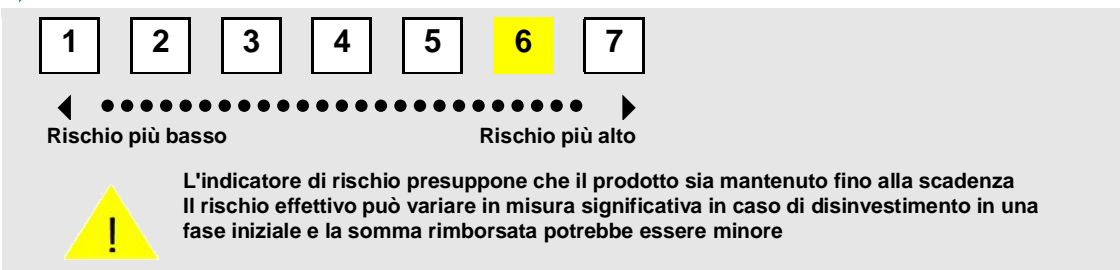 1 2 3 4 5 6 7
Rischio più basso Rischio più alto
L'indicatore di rischio presuppone che il prodotto sia mantenuto fino alla scadenza
Il rischio effettivo può variare in misura significativa in caso di disinvestimento in una
fase iniziale e la somma rimborsata potrebbe essere minore
!